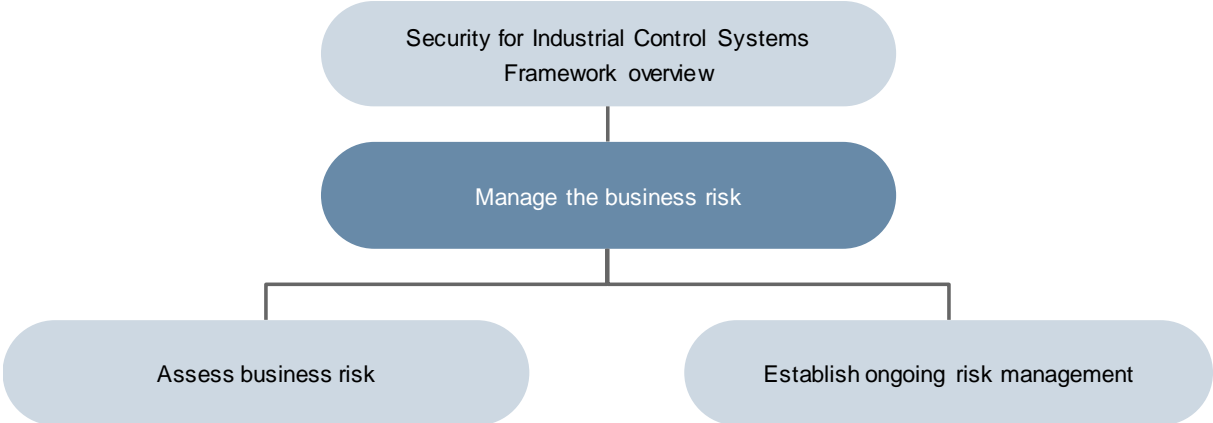 Security for Industrial Control Systems
Framework overview
Manage the business risk
Assess business risk
Establish ongoing risk management